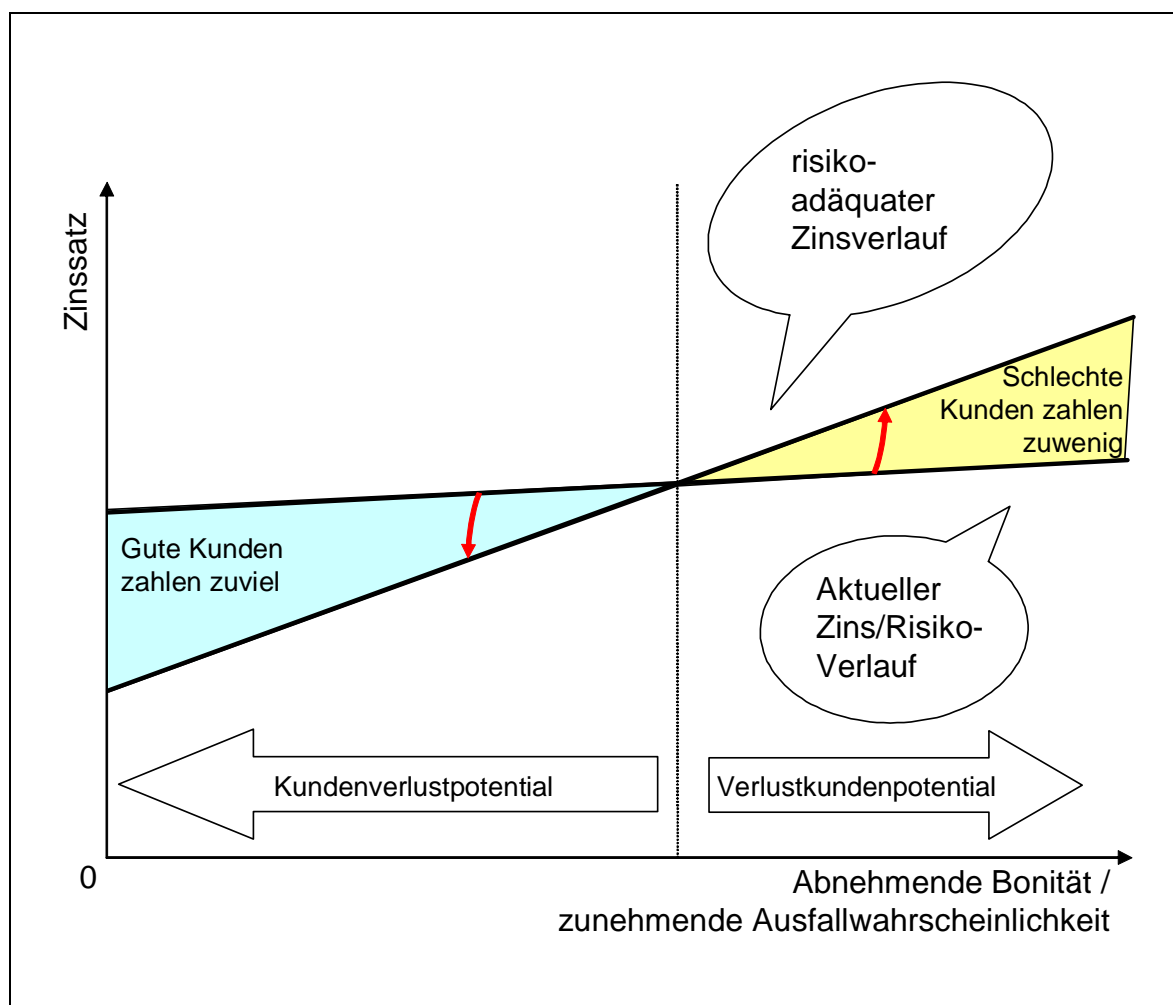 risiko-
adäquater
Zinsverlauf
Zinssatz
Schlechte
Kunden zahlen
zuwenig
Gute Kunden
zahlen zuviel
Aktueller
Zins/Risiko-
Verlauf
Kundenverlustpotential
Verlustkundenpotential
0
Abnehmende Bonität /
zunehmende Ausfallwahrscheinlichkeit